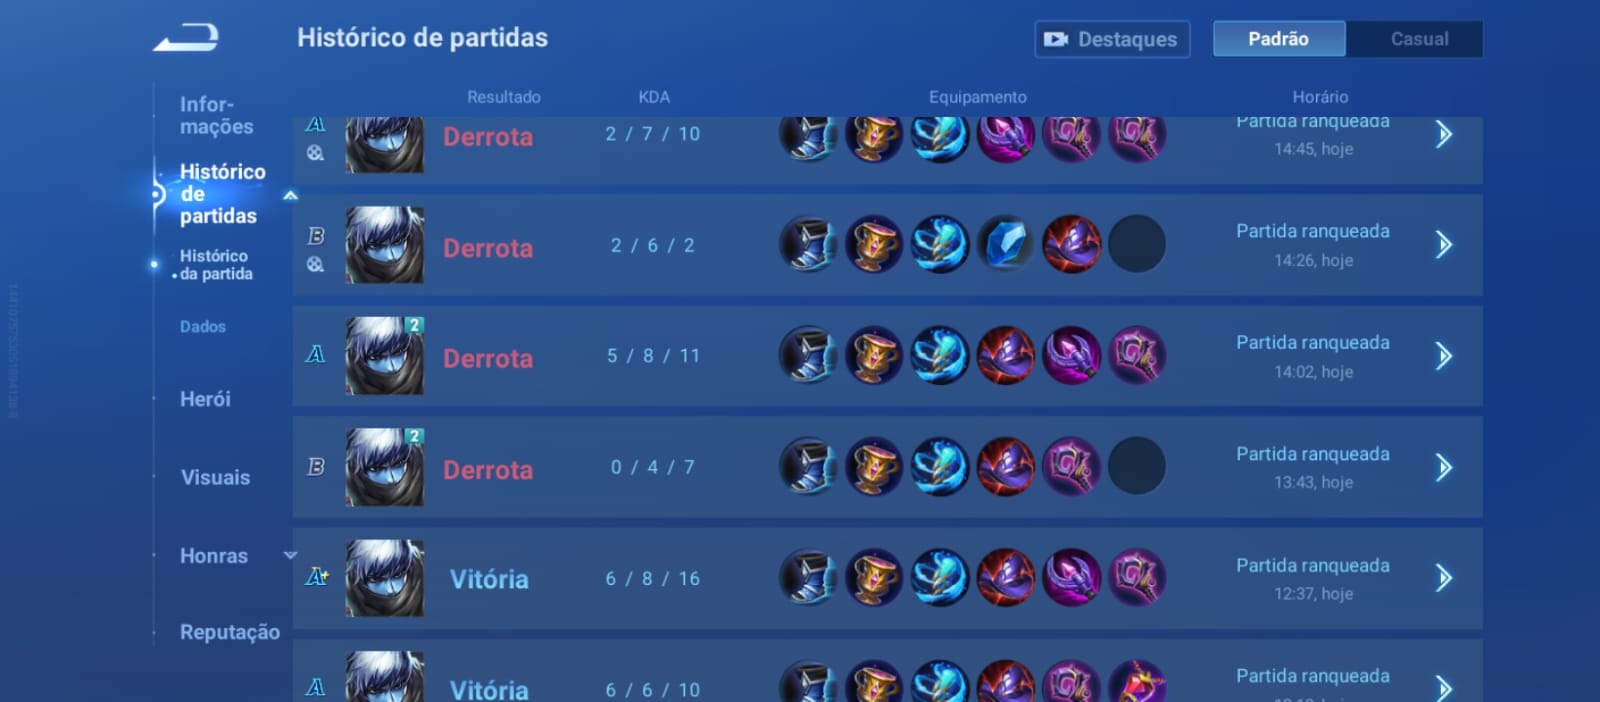 Histórico de partidas
Destaques
Padrão
Casual
Resultado
KDA
Equipamento
Horário
Infor-
mações
Histórico
de
partidas
Histórico
da partida
Dados
Herói
Visuais
Honras
Reputação
A
Derrota
2 / 7 / 10
Partida ranqueada
14:45, hoje
B
Derrota
2 / 6 / 2
Partida ranqueada
14:26, hoje
A
2
Derrota
5 / 8 / 11
Partida ranqueada
14:02, hoje
B
2
Derrota
0 / 4 / 7
Partida ranqueada
13:43, hoje
A+
Vitória
6 / 8 / 16
Partida ranqueada
12:37, hoje
A
Vitória
6 / 6 / 10
Partida ranqueada